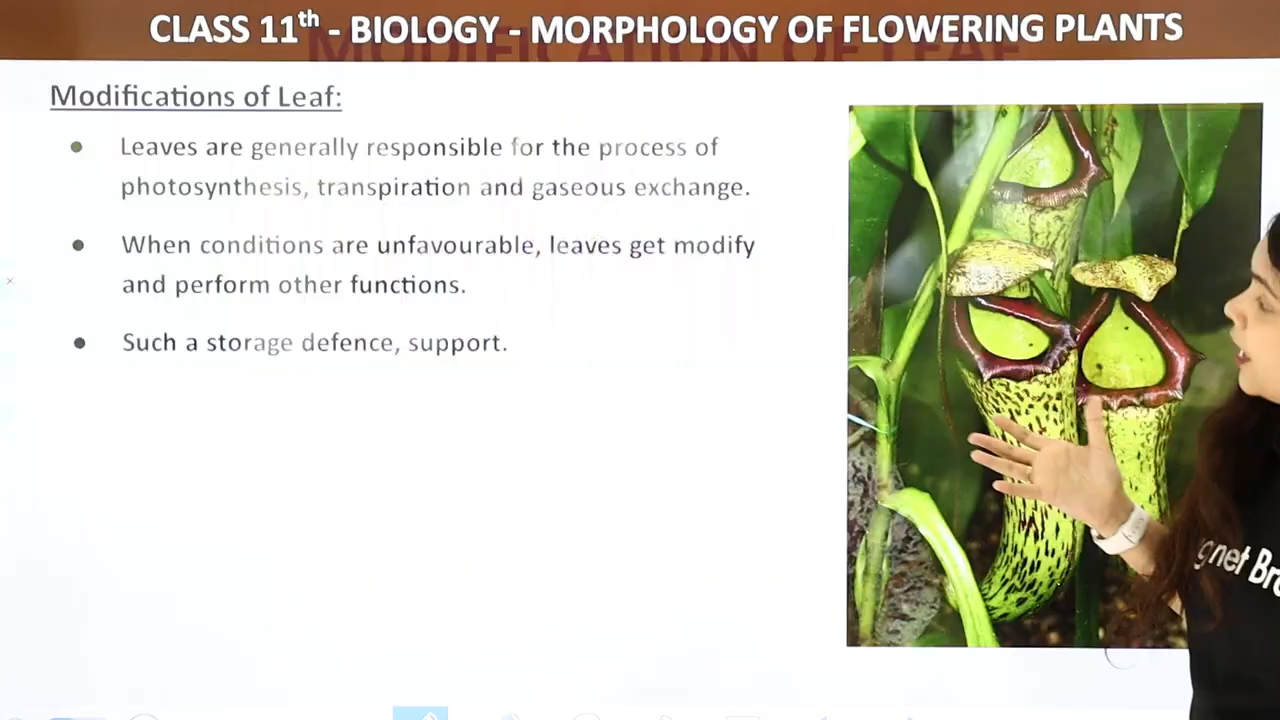 CLASS 11th - BIOLOGY - MORPHOLOGY OF FLOWERING PLANTS
MODIFICATION OF LEAF
Modifications of Leaf:
● Leaves are generally responsible for the process of
photosynthesis, transpiration and gaseous exchange.
● When conditions are unfavourable, leaves get modify
and perform other functions.
● Such a storage defence, support.
gnet Br